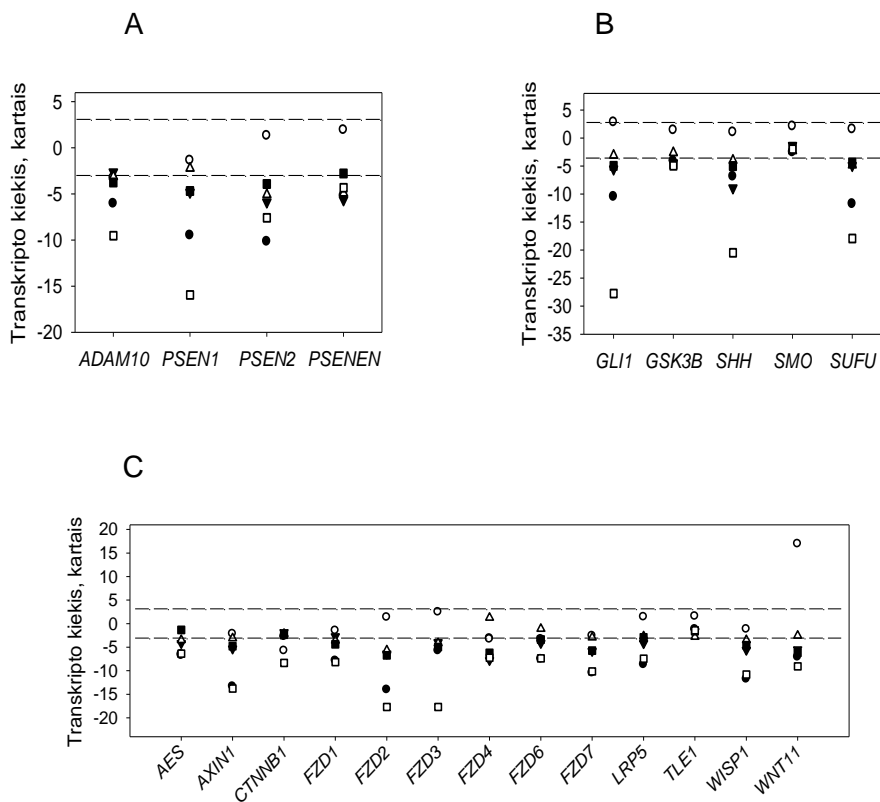 A
Transkripto kiekis, kartais
5
0
-5
-10
-15
-20
ADAM10 PSEN1 PSEN2 PSENEN
B
Transkripto kiekis, kartais
5
0
-5
-10
-15
-20
-25
-30
-35
GLI1 GSK3B SHH SMO SUFU
C
Transkripto kiekis, kartais
20
15
10
5
0
-5
-10
-15
-20
AES AXIN1 CTNNB1 FZD1 FZD2 FZD3 FZD4 FZD6 FZD7 LRP5 TLE1 WISP1 WNT11